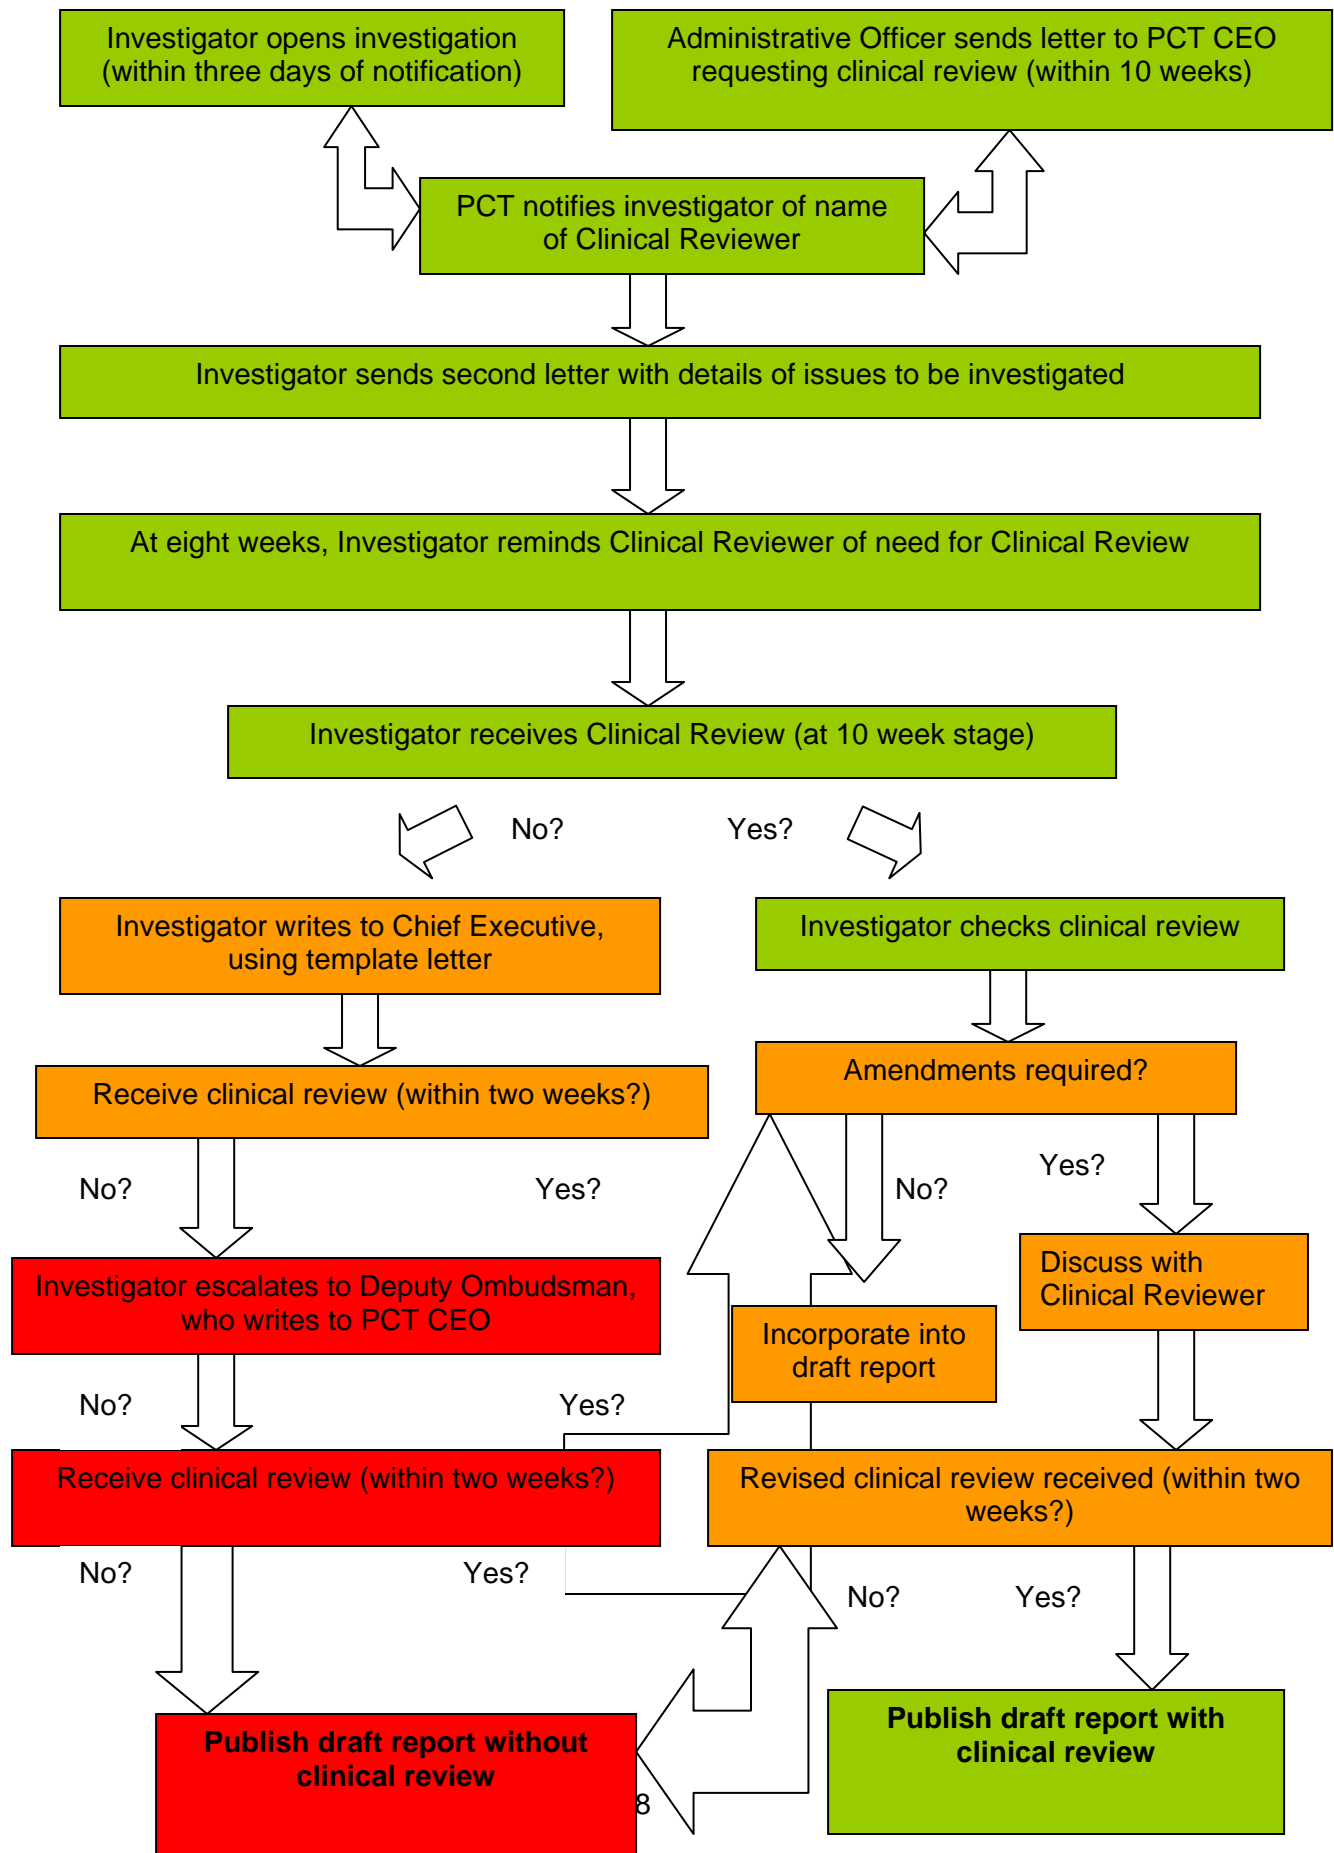 Investigator opens investigation
(within three days of notification)
Administrative Officer sends letter to PCT CEO
requesting clinical review (within 10 weeks)
PCT notifies investigator of name
of Clinical Reviewer
Investigator sends second letter with details of issues to be investigated
At eight weeks, Investigator reminds Clinical Reviewer of need for Clinical Review
Investigator receives Clinical Review (at 10 week stage)
No?
Yes?
Investigator writes to Chief Executive,
using template letter
Investigator checks clinical review
Receive clinical review (within two weeks?)
Amendments required?
No?
Yes?
No?
Yes?
Investigator escalates to Deputy Ombudsman,
who writes to PCT CEO
Discuss with
Clinical Reviewer
Incorporate into
draft report
No?
Yes?
Receive clinical review (within two weeks?)
Revised clinical review received (within two
weeks?)
No?
Yes?
No?
Yes?
Publish draft report without
clinical review
Publish draft report with
clinical review
8